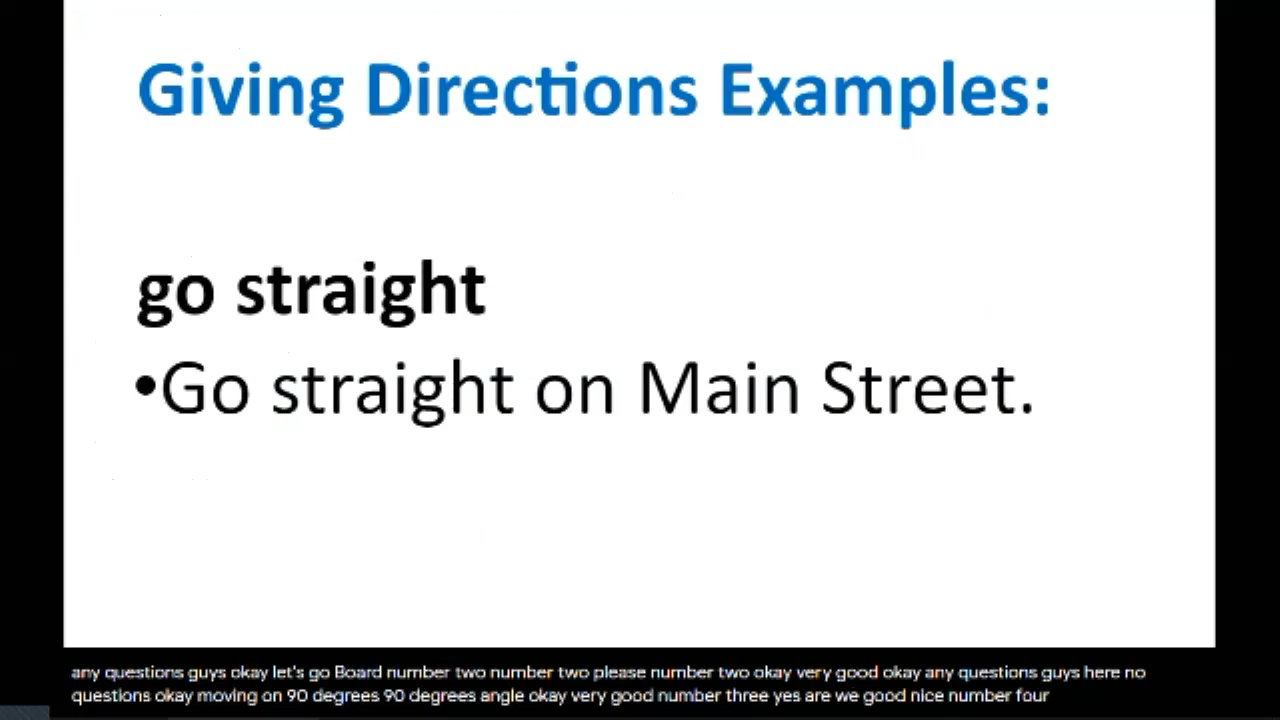 Giving Directions Examples:
go straight
•Go straight on Main Street.
any questions guys okay let's go Board number two number two please number two okay very good okay any questions guys here no
questions okay moving on 90 degrees 90 degrees angle okay very good number three yes are we good nice number four